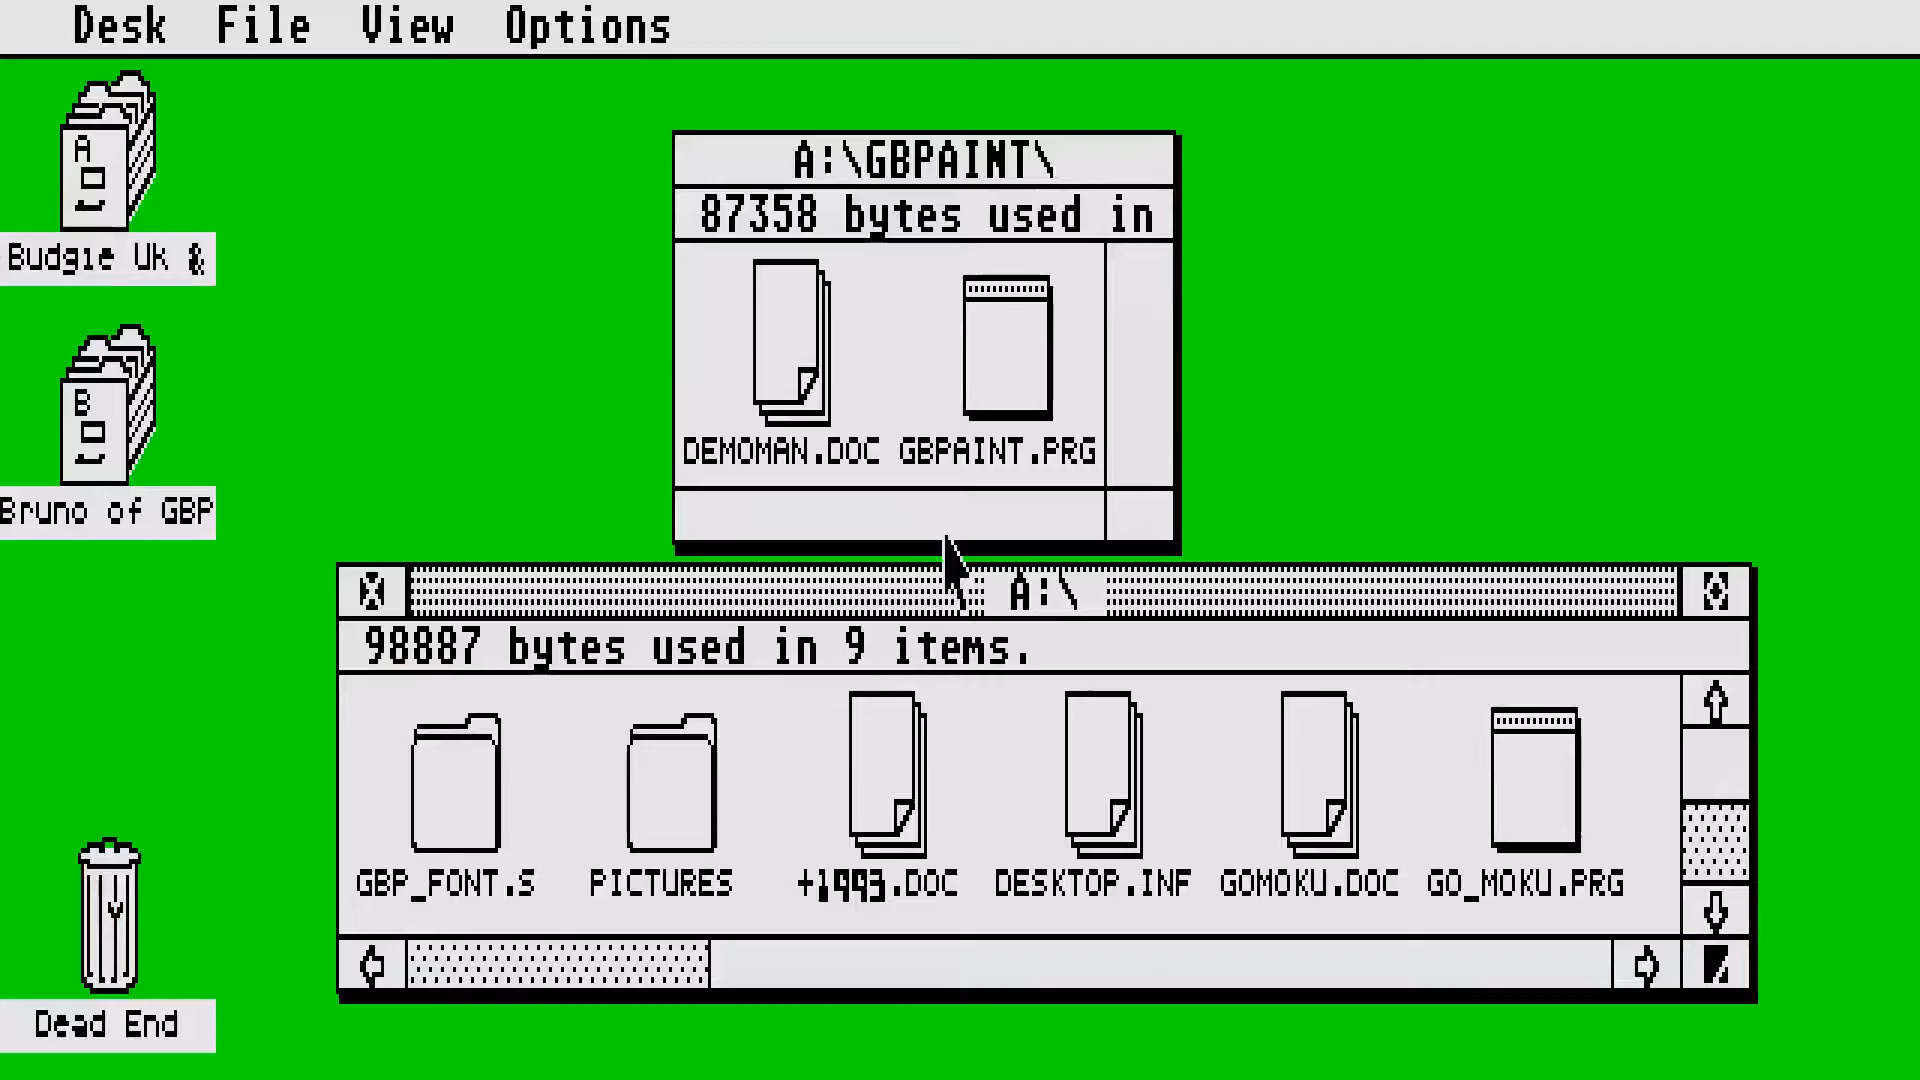 Desk File View Options
A
Budgie Uk &
B
Bruno of GBP
Dead End
A:\GBPAINT\
87358 bytes used in
DEMOMAN.DOC GBPAINT.PRG
A:\
98887 bytes used in 9 items.
GBP_FONT.S PICTURES +1993.DOC DESKTOP.INF GOMOKU.DOC GO_MOKU.PRG